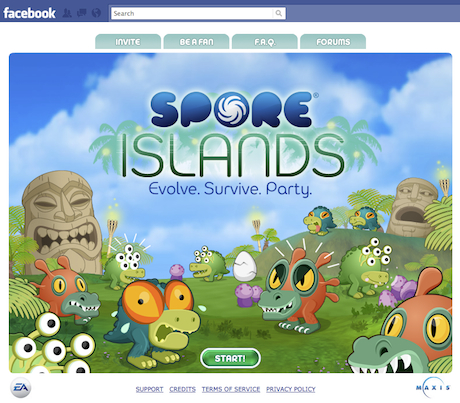 facebook
Search
INVITE
BE A FAN
F.A.Q.
FORUMS
SPORE®
ISLANDS
Evolve. Survive. Party.
START!
EA
SUPPORT CREDITS TERMS OF SERVICE PRIVACY POLICY
MAXIS